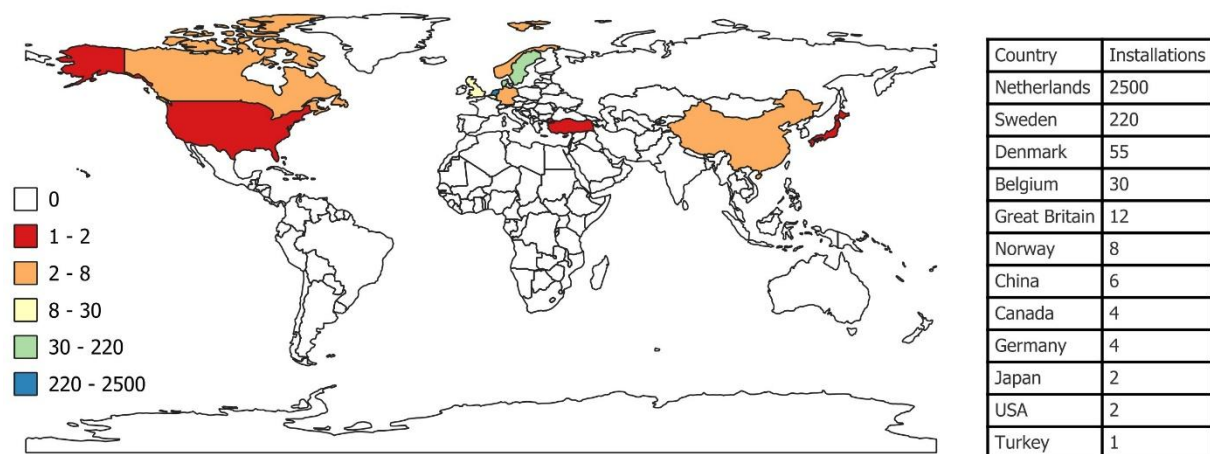 0
1 - 2
2 - 8
8 - 30
30 - 220
220 - 2500
Country Installations
Netherlands 2500
Sweden 220
Denmark 55
Belgium 30
Great Britain 12
Norway 8
China 6
Canada 4
Germany 4
Japan 2
USA 2
Turkey 1